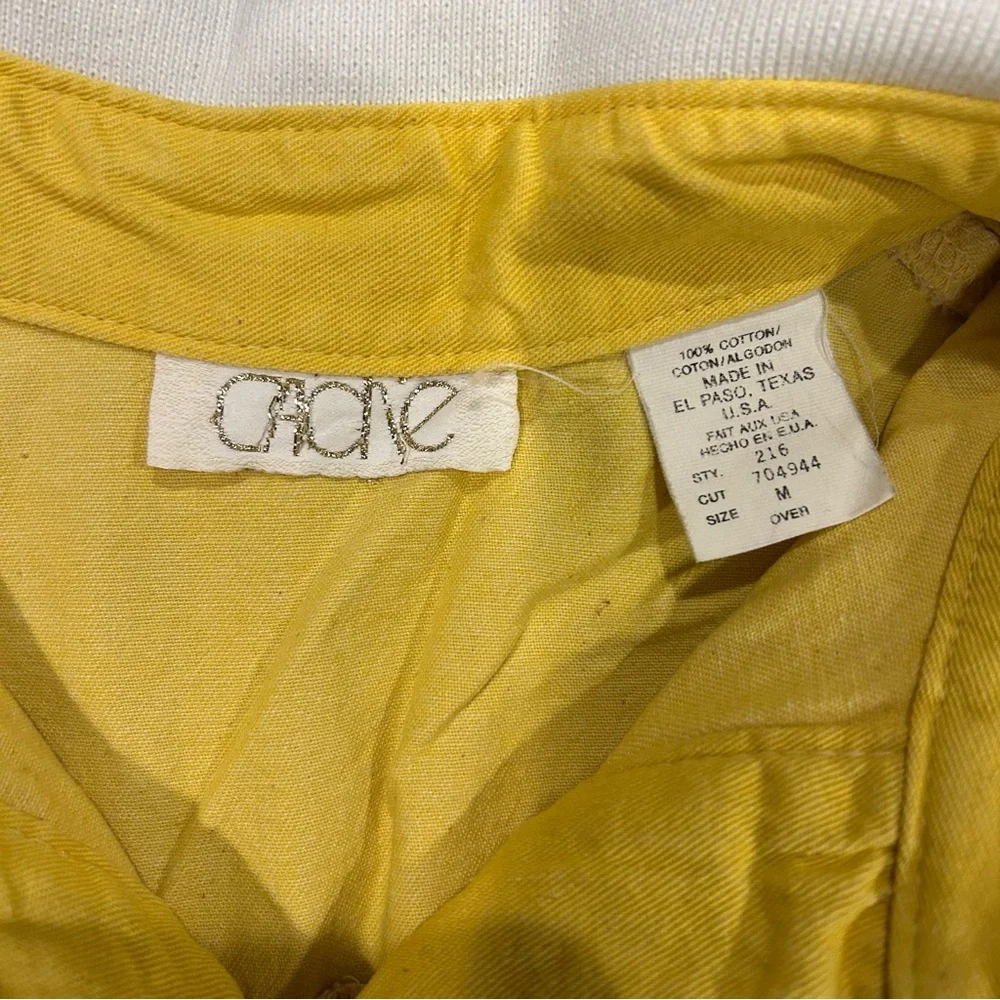 CACHE
100% COTTON/
COTON/ALGODON
MADE IN
EL PASO, TEXAS
U.S.A.
FAIT AUX USA
HECHO EN E.U.A.
STY. 216
CUT 704944
SIZE M
OVER